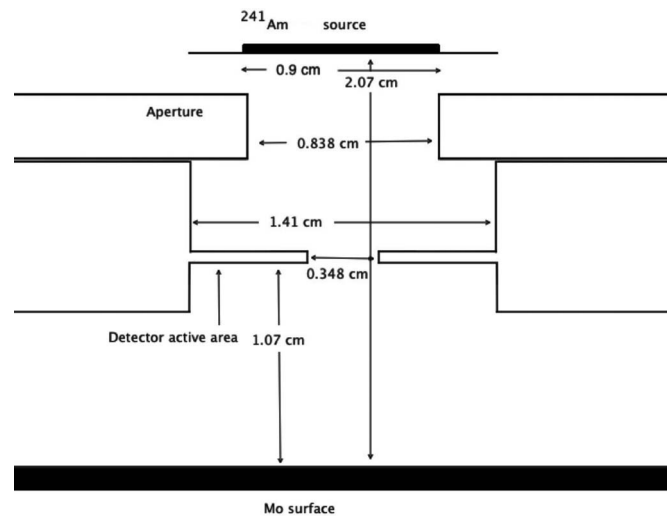 ²⁴¹Am source
0.9 cm
2.07 cm
Aperture
0.838 cm
1.41 cm
0.348 cm
Detector active area
1.07 cm
Mo surface